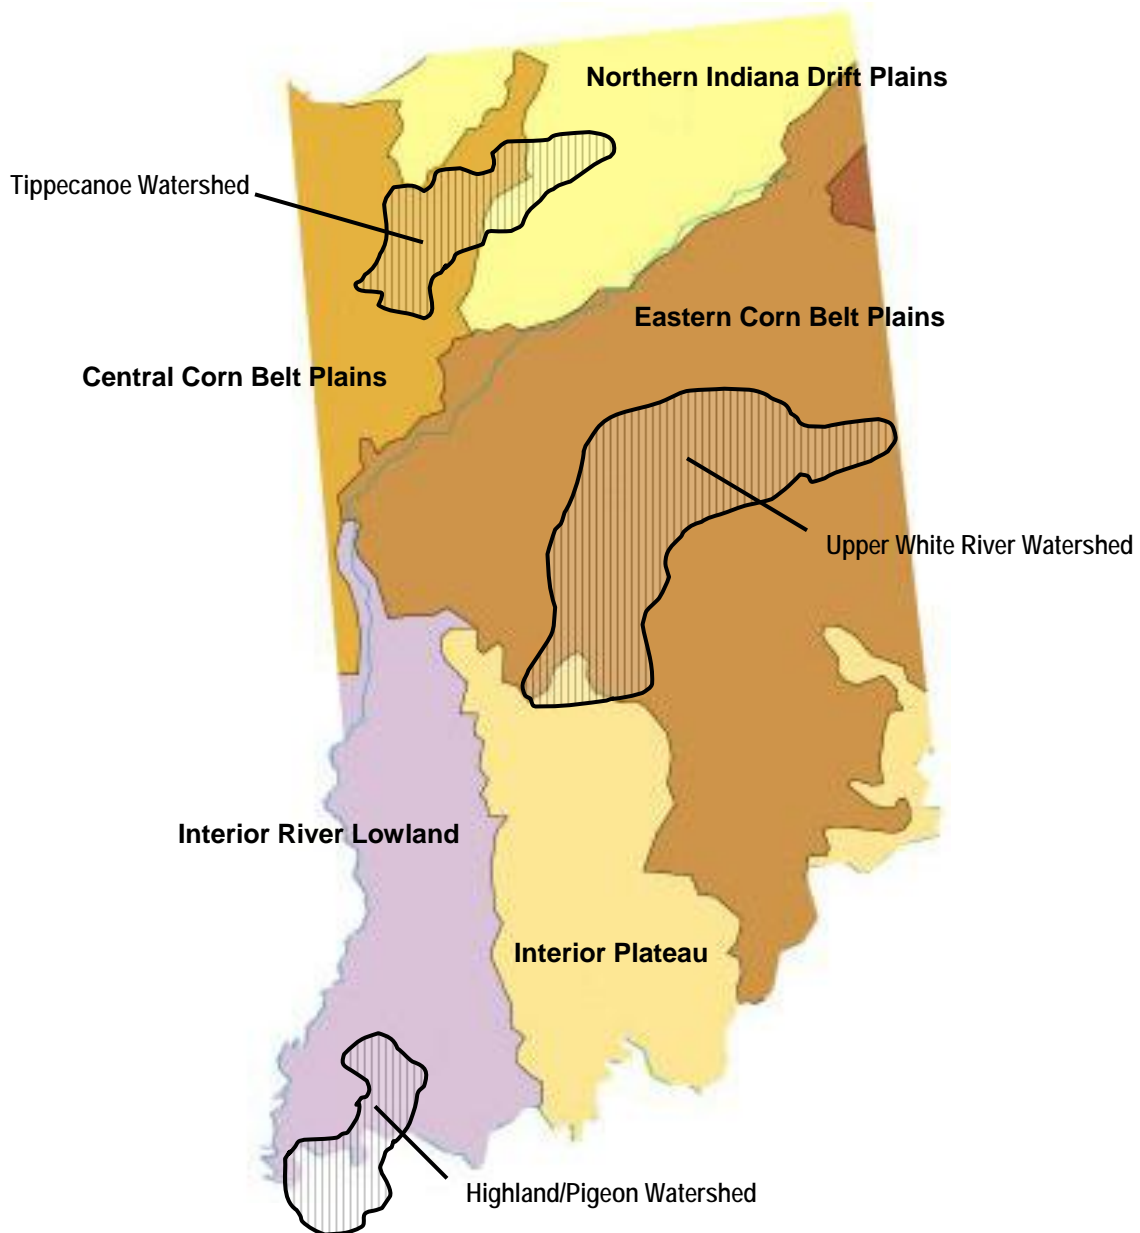 Northern Indiana Drift Plains
Tippecanoe Watershed
Eastern Corn Belt Plains
Central Corn Belt Plains
Upper White River Watershed
Interior River Lowland
Interior Plateau
Highland/Pigeon Watershed